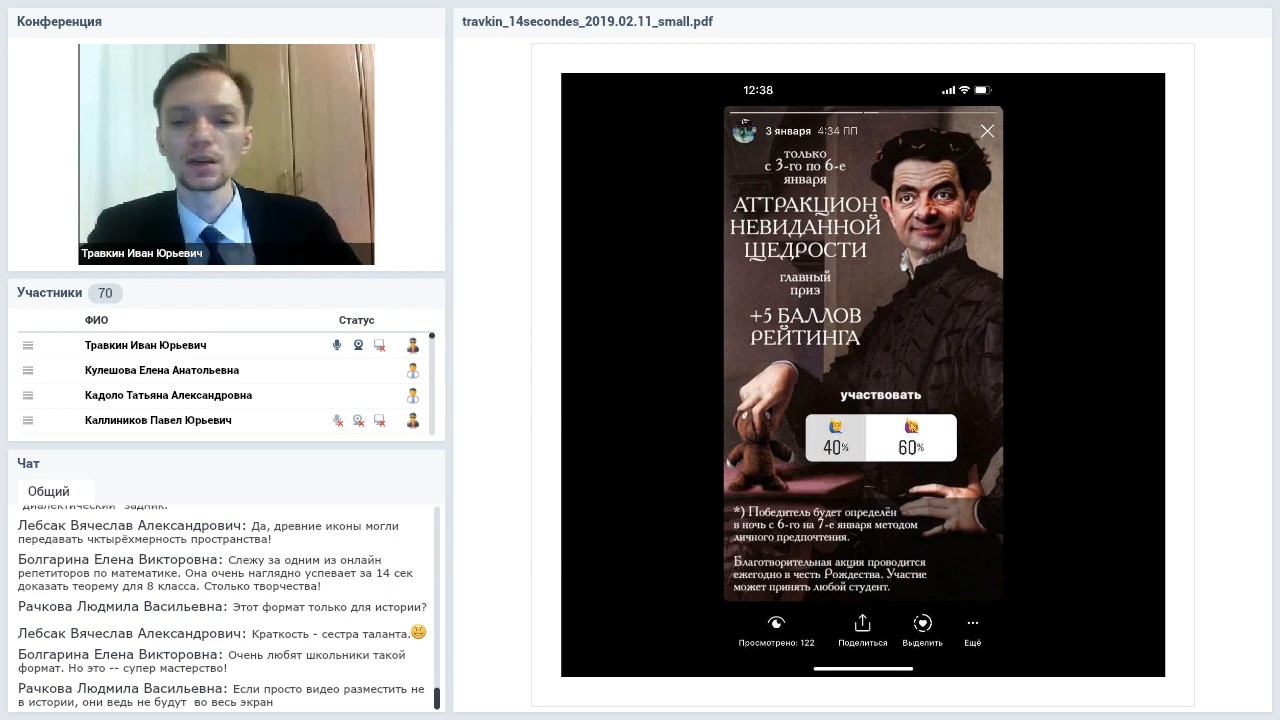 Конференция
Травкин Иван Юрьевич
Участники 70
ФИО Статус
Травкин Иван Юрьевич
Кулешова Елена Анатольевна
Кадоло Татьяна Александровна
Каллиников Павел Юрьевич
Чат
Общий
"диалектический" задник.
Лебсак Вячеслав Александрович: Да, древние иконы могли
передавать чктырёхмерность пространства!
Болгарина Елена Викторовна: Слежу за одним из онлайн
репетиторов по математике. Она очень наглядно успевает за 14 сек
доказать теорему для 8 класса. Столько творчества!
Рачкова Людмила Васильевна: Этот формат только для истории?
Лебсак Вячеслав Александрович: Краткость - сестра таланта.
Болгарина Елена Викторовна: Очень любят школьники такой
формат. Но это -- супер мастерство!
Рачкова Людмила Васильевна: Если просто видео разместить не
в истории, они ведь не будут во весь экран
travkin_14secondes_2019.02.11_small.pdf
12:38
3 января 4:34 ПП
только
с 3-го по 6-е
января
АТТРАКЦИОН
НЕВИДАННОЙ
ЩЕДРОСТИ
главный
приз
+5 БАЛЛОВ
РЕЙТИНГА
участвовать
40% 60%
*) Победитель будет определён
в ночь с 6-го на 7-е января методом
личного предпочтения.
Благотворительная акция проводится
ежегодно в честь Рождества. Участие
может принять любой студент.
Просмотрено: 122 Поделиться Выделить Ещё